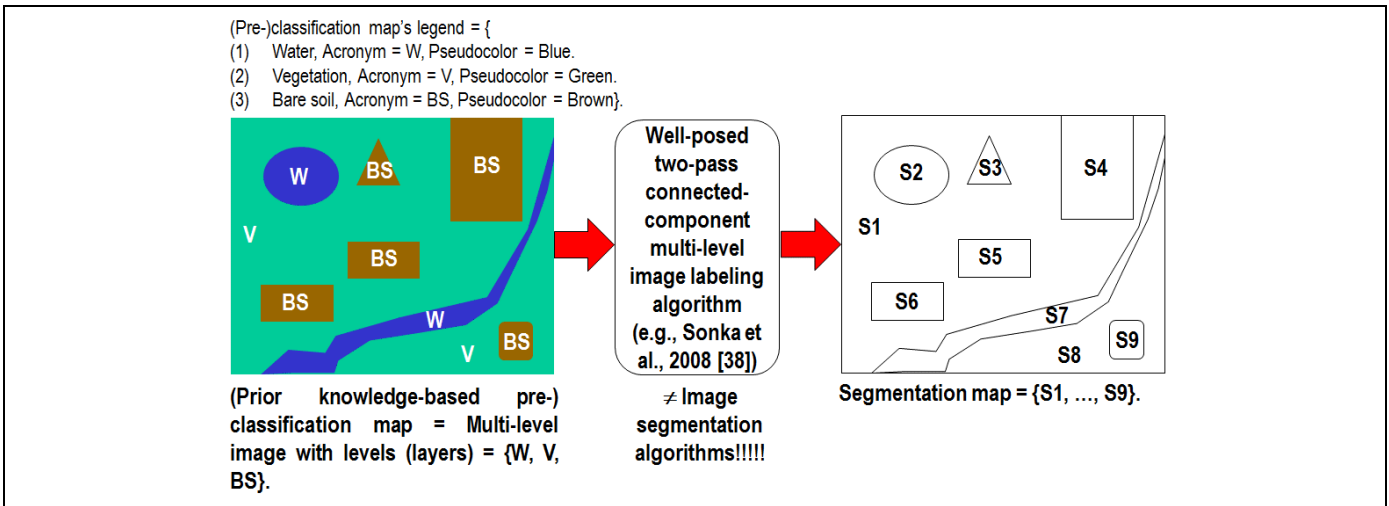 (Pre-)classification map's legend = {
(1) Water, Acronym = W, Pseudocolor = Blue.
(2) Vegetation, Acronym = V, Pseudocolor = Green.
(3) Bare soil, Acronym = BS, Pseudocolor = Brown}.
W
BS
BS
V
BS
BS
W
V
BS
(Prior knowledge-based pre-)
classification map = Multi-level
image with levels (layers) = {W, V,
BS}.
Well-posed
two-pass
connected-
component
multi-level
image labeling
algorithm
(e.g., Sonka et
al., 2008 [38])
≠ Image
segmentation
algorithms!!!!!
S2
S3
S4
S1
S5
S6
S7
S8
S9
Segmentation map = {S1, …, S9}.